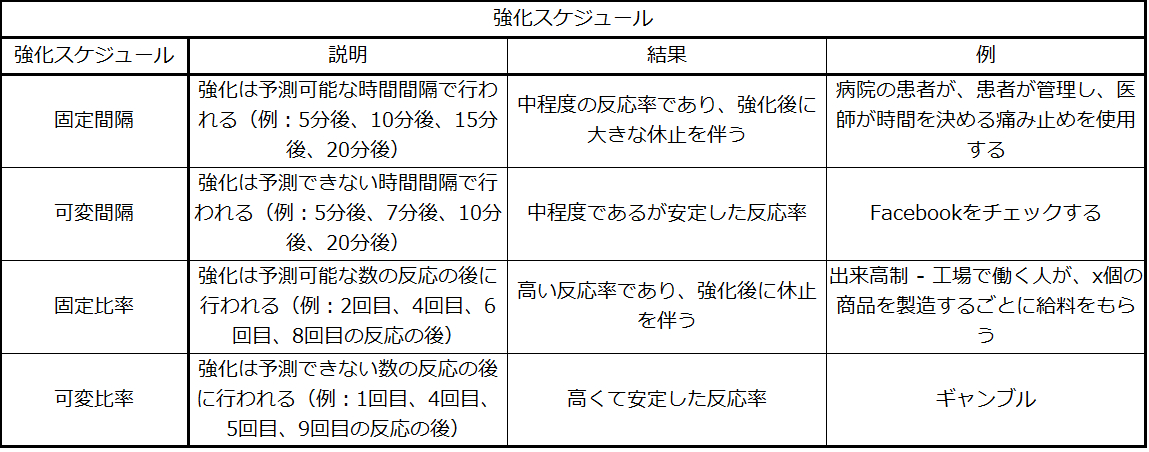 強化スケジュール
強化スケジュール
説明
結果
例
固定間隔
強化は予測可能な時間間隔で行わ
れる（例：5分後、10分後、15分
後、20分後）
中程度の反応率であり、強化後に
大きな休止を伴う
病院の患者が、患者が管理し、医
師が時間を決める痛み止めを使用
する
可変間隔
強化は予測できない時間間隔で行
われる（例：5分後、7分後、10分
後、20分後）
中程度であるが安定した反応率
Facebookをチェックする
固定比率
強化は予測可能な数の反応の後に
行われる（例：2回目、4回目、6
回目、8回目の反応の後）
高い反応率であり、強化後に休止
を伴う
出来高制 - 工場で働く人が、x個の
商品を製造するごとに給料をもら
う
可変比率
強化は予測できない数の反応の後
に行われる（例：1回目、4回目、
5回目、9回目の反応の後）
高くて安定した反応率
ギャンブル